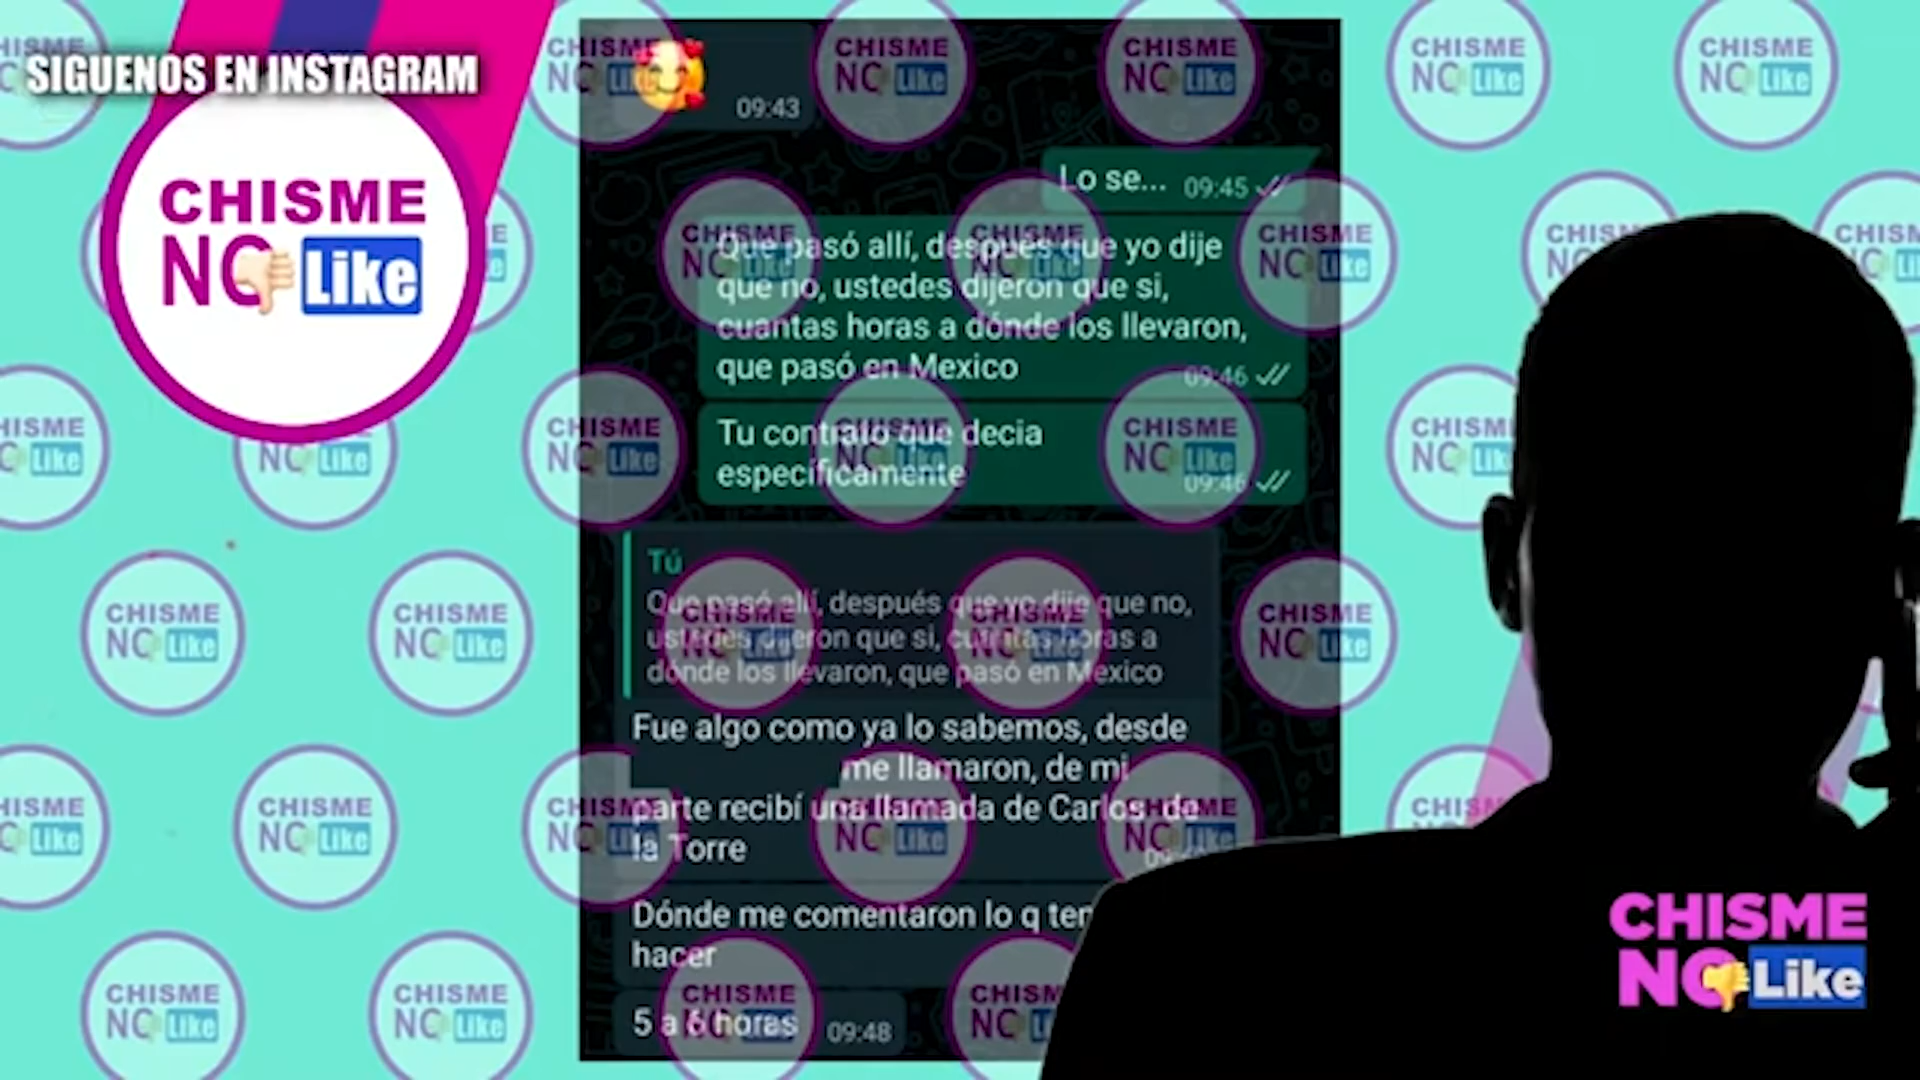 SIGUENOS EN INSTAGRAM
CHISME
NO Like
09:43
Lo se... 09:45
Que pasó allí, después que yo dije
que no, ustedes dijeron que si,
cuantas horas a dónde los llevaron,
que pasó en Mexico 09:46
Tu contrato que decia
específicamente 09:46
Tú
Que pasó allí, después que yo dije que no,
ustedes dijeron que si, cuantas horas a
dónde los llevaron, que pasó en Mexico
Fue algo como ya lo sabemos, desde
me llamaron, de mi
parte recibí una llamada de Carlos de
la Torre
Dónde me comentaron lo q
hacer
5 a 6 horas 09:48
CHISME
NO Like